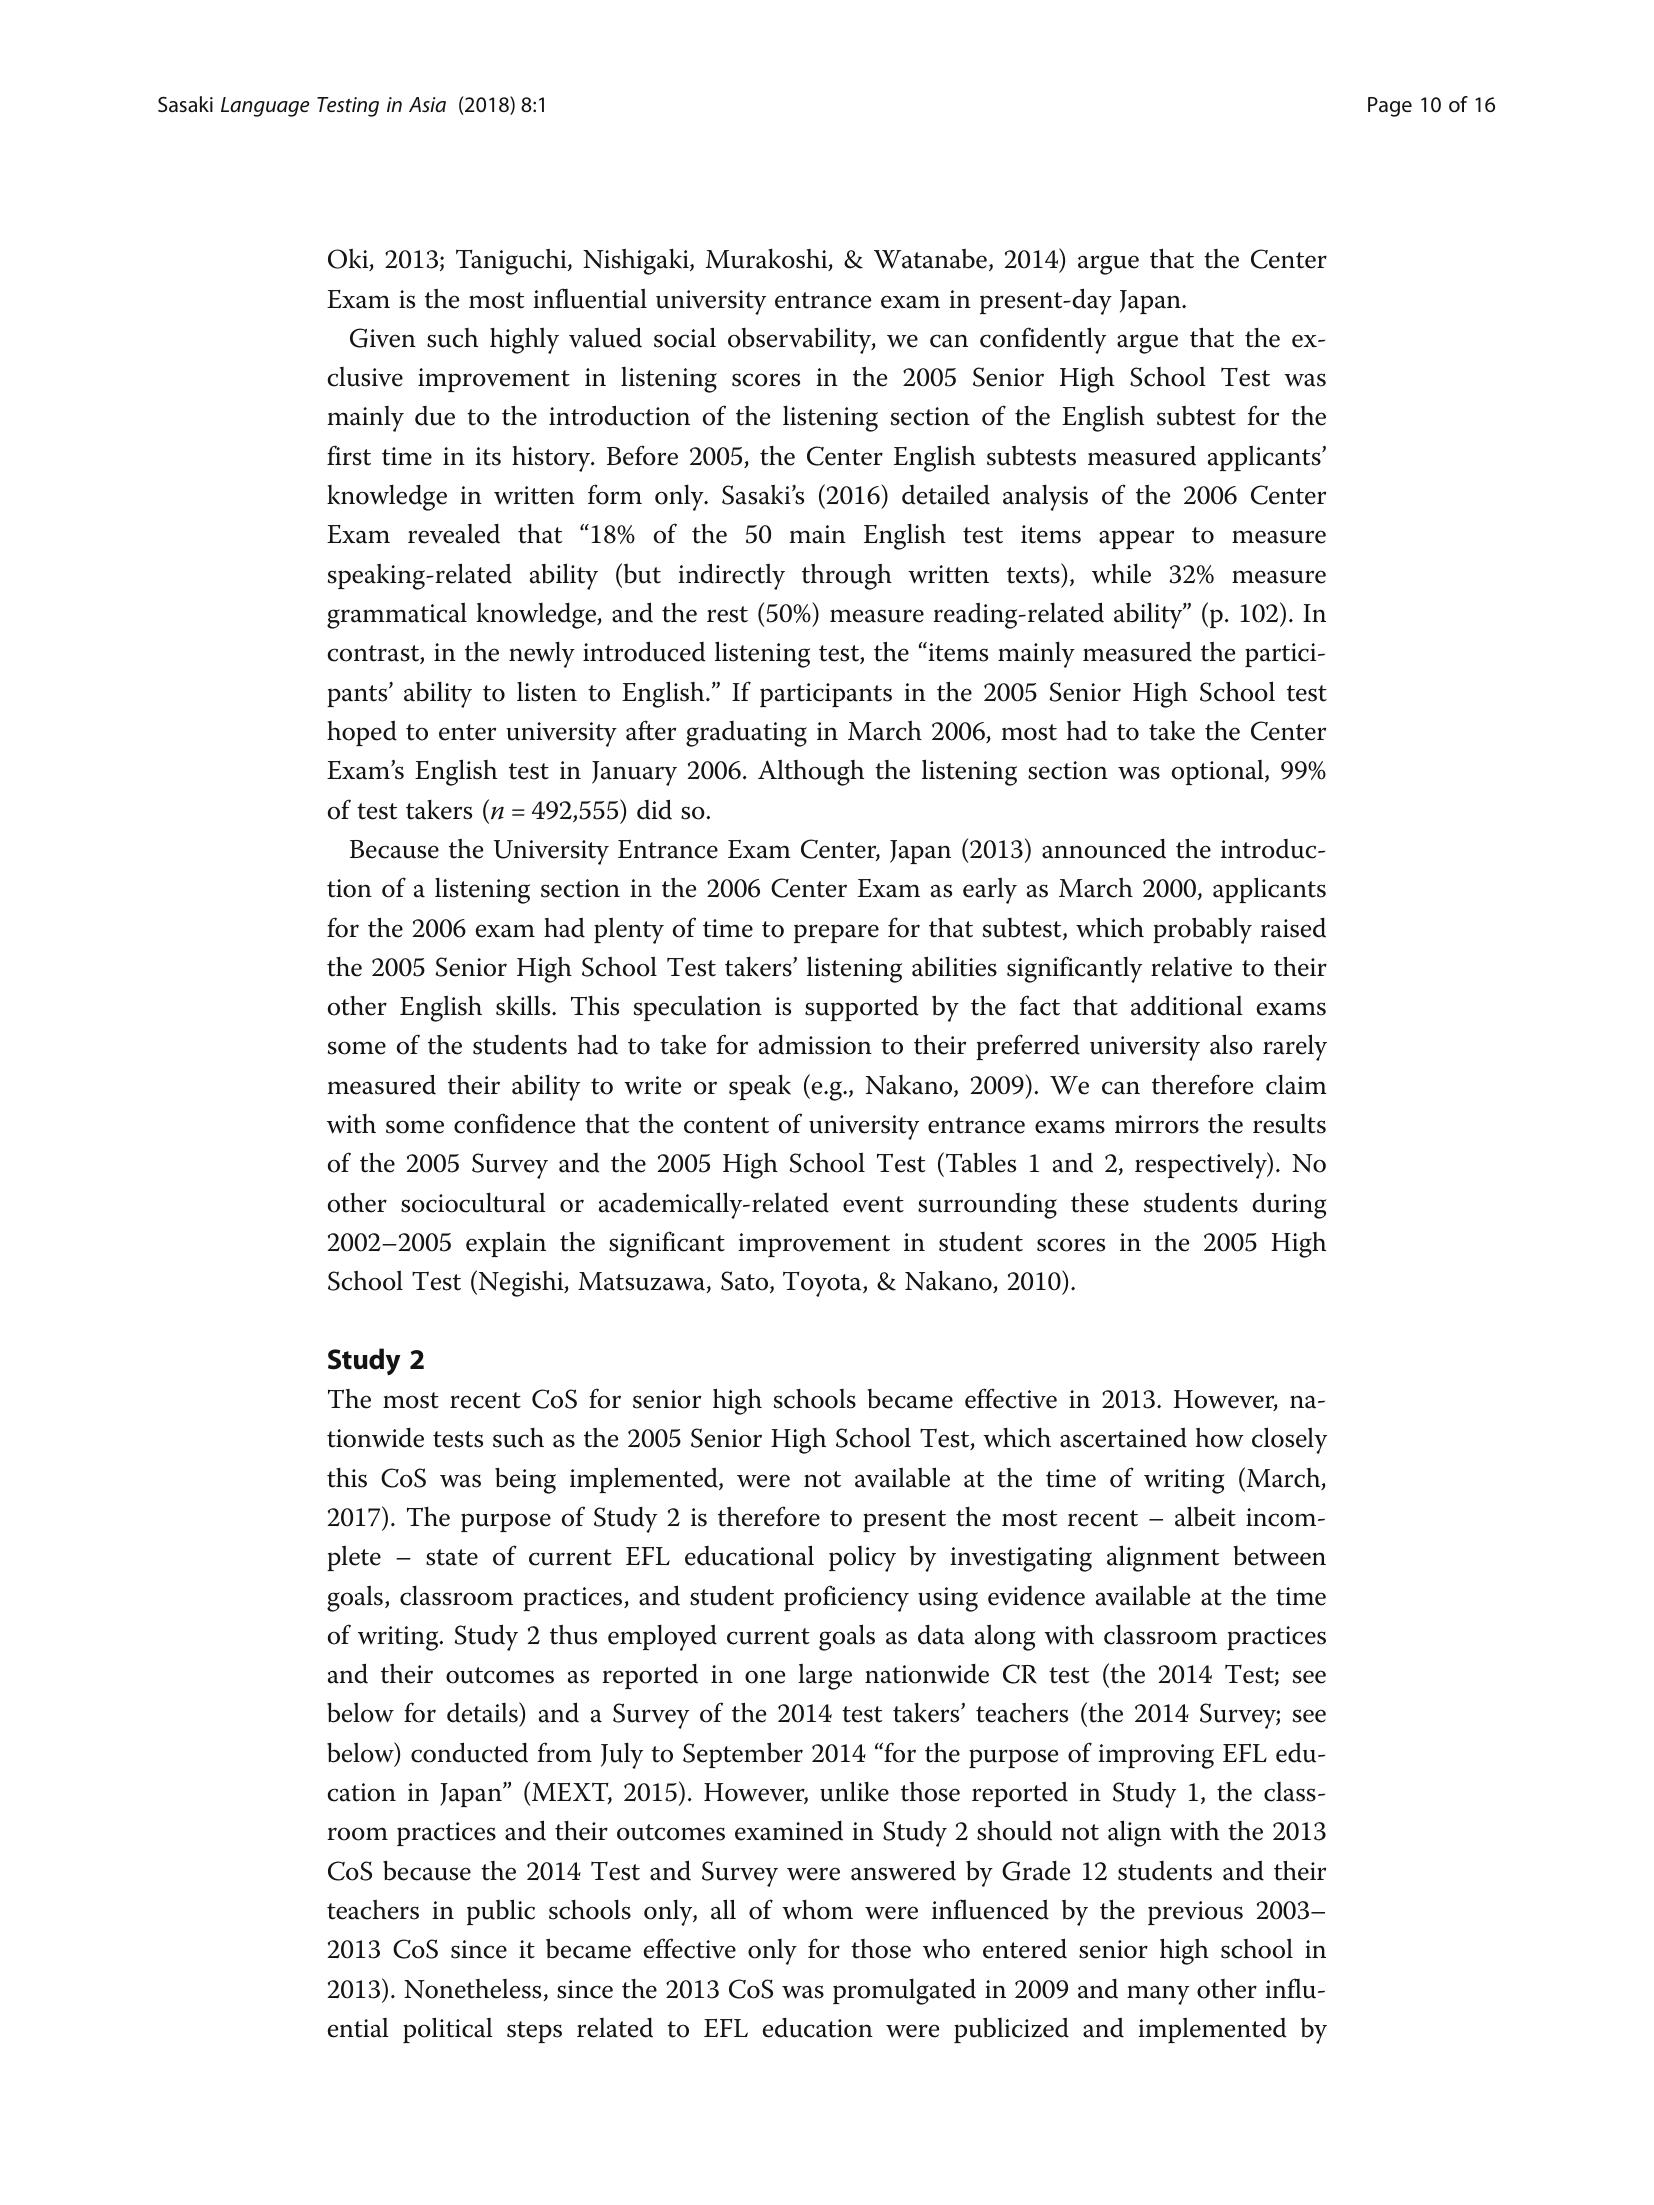 Sasaki Language Testing in Asia (2018) 8:1
Page 10 of 16
Oki, 2013; Taniguchi, Nishigaki, Murakoshi, & Watanabe, 2014) argue that the Center
Exam is the most influential university entrance exam in present-day Japan.
Given such highly valued social observability, we can confidently argue that the ex-
clusive improvement in listening scores in the 2005 Senior High School Test was
mainly due to the introduction of the listening section of the English subtest for the
first time in its history. Before 2005, the Center English subtests measured applicants’
knowledge in written form only. Sasaki’s (2016) detailed analysis of the 2006 Center
Exam revealed that “18% of the 50 main English test items appear to measure
speaking-related ability (but indirectly through written texts), while 32% measure
grammatical knowledge, and the rest (50%) measure reading-related ability” (p. 102). In
contrast, in the newly introduced listening test, the “items mainly measured the partici-
pants’ ability to listen to English.” If participants in the 2005 Senior High School test
hoped to enter university after graduating in March 2006, most had to take the Center
Exam’s English test in January 2006. Although the listening section was optional, 99%
of test takers (n = 492,555) did so.
Because the University Entrance Exam Center, Japan (2013) announced the introduc-
tion of a listening section in the 2006 Center Exam as early as March 2000, applicants
for the 2006 exam had plenty of time to prepare for that subtest, which probably raised
the 2005 Senior High School Test takers’ listening abilities significantly relative to their
other English skills. This speculation is supported by the fact that additional exams
some of the students had to take for admission to their preferred university also rarely
measured their ability to write or speak (e.g., Nakano, 2009). We can therefore claim
with some confidence that the content of university entrance exams mirrors the results
of the 2005 Survey and the 2005 High School Test (Tables 1 and 2, respectively). No
other sociocultural or academically-related event surrounding these students during
2002–2005 explain the significant improvement in student scores in the 2005 High
School Test (Negishi, Matsuzawa, Sato, Toyota, & Nakano, 2010).
Study 2
The most recent CoS for senior high schools became effective in 2013. However, na-
tionwide tests such as the 2005 Senior High School Test, which ascertained how closely
this CoS was being implemented, were not available at the time of writing (March,
2017). The purpose of Study 2 is therefore to present the most recent – albeit incom-
plete – state of current EFL educational policy by investigating alignment between
goals, classroom practices, and student proficiency using evidence available at the time
of writing. Study 2 thus employed current goals as data along with classroom practices
and their outcomes as reported in one large nationwide CR test (the 2014 Test; see
below for details) and a Survey of the 2014 test takers’ teachers (the 2014 Survey; see
below) conducted from July to September 2014 “for the purpose of improving EFL edu-
cation in Japan” (MEXT, 2015). However, unlike those reported in Study 1, the class-
room practices and their outcomes examined in Study 2 should not align with the 2013
CoS because the 2014 Test and Survey were answered by Grade 12 students and their
teachers in public schools only, all of whom were influenced by the previous 2003–
2013 CoS since it became effective only for those who entered senior high school in
2013). Nonetheless, since the 2013 CoS was promulgated in 2009 and many other influ-
ential political steps related to EFL education were publicized and implemented by